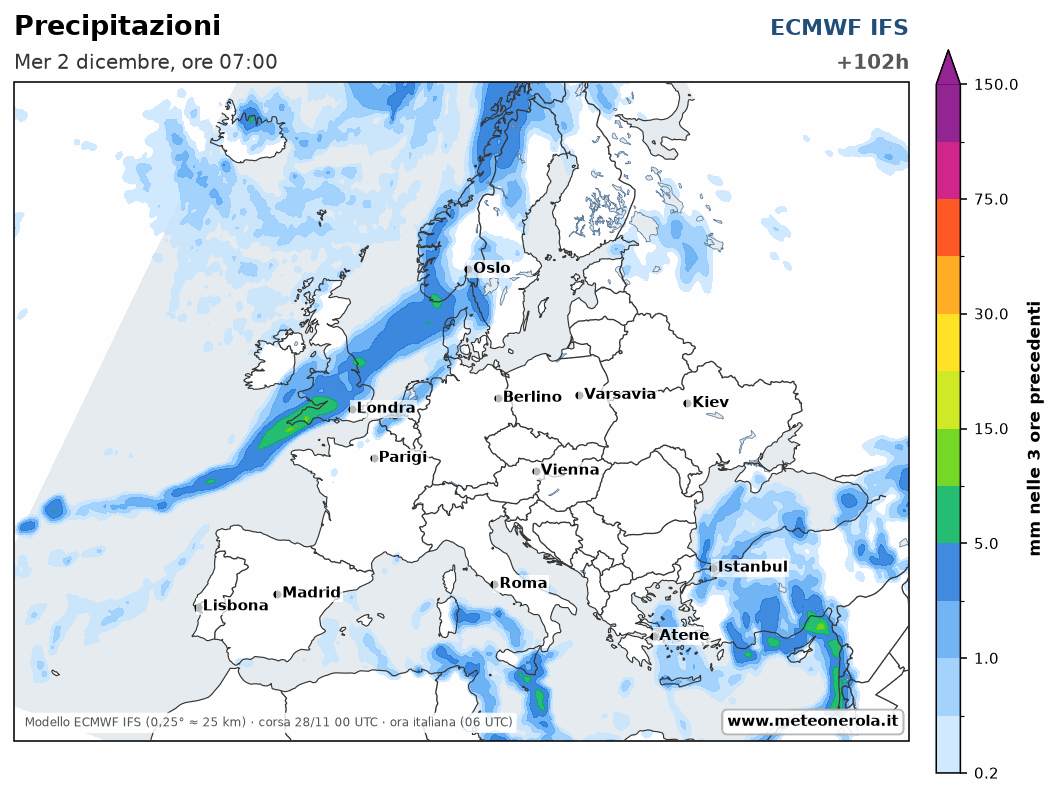 Precipitazioni
ECMWF IFS
Mer 2 dicembre, ore 07:00
+102h
150.0
75.0
30.0
15.0
5.0
1.0
0.2
mm nelle 3 ore precedenti
Oslo
Londra
Berlino
Varsavia
Kiev
Parigi
Vienna
Istanbul
Roma
Madrid
Lisbona
Atene
Modello ECMWF IFS (0,25° ≈ 25 km) · corsa 28/11 00 UTC · ora italiana (06 UTC)
www.meteonerola.it